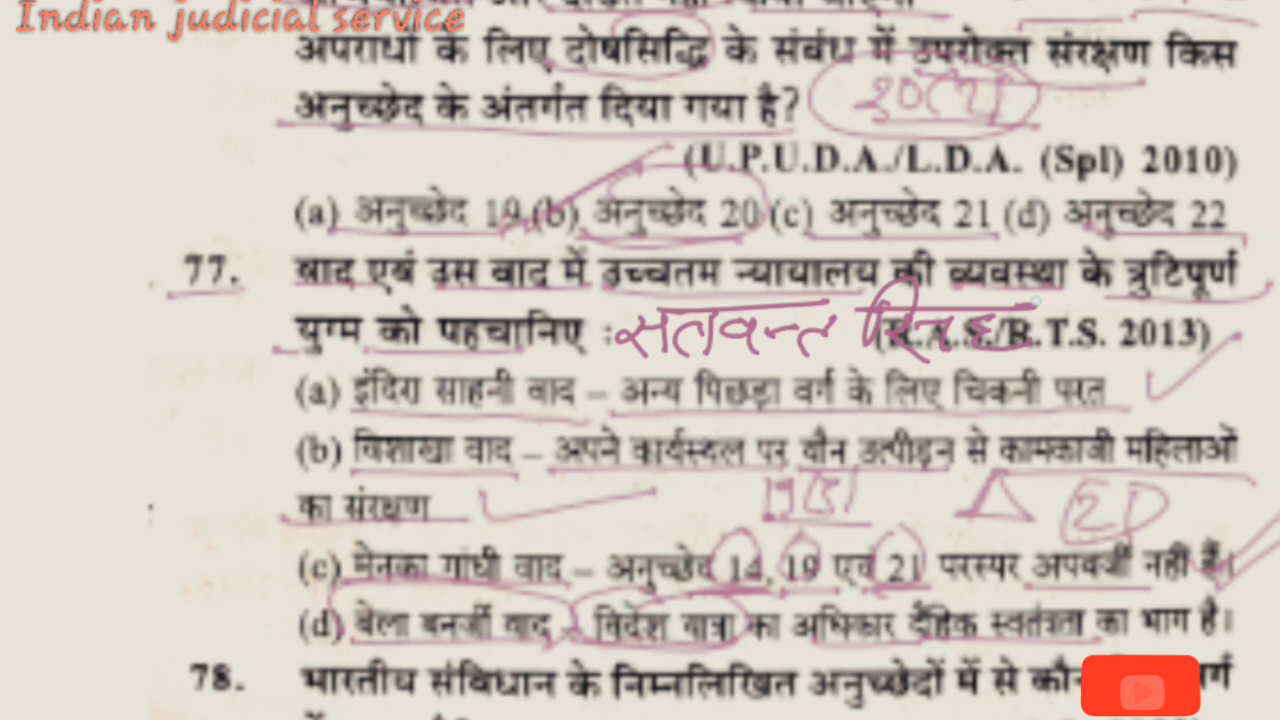 Indian judicial service
अपराधों के लिए दोषसिद्धि के संबंध में उपरोक्त संरक्षण किस
अनुच्छेद के अंतर्गत दिया गया है? 20(1)
(U.P.U.D.A./L.D.A. (Spl) 2010)
(a) अनुच्छेद 19 (b) अनुच्छेद 20 (c) अनुच्छेद 21 (d) अनुच्छेद 22
77. वाद एवं उस वाद में उच्चतम न्यायालय की व्यवस्था के त्रुटिपूर्ण
युग्म को पहचानिए : सतवन्त सिंह (R.A.S./R.T.S. 2013)
(a) इंदिरा साहनी वाद – अन्य पिछड़ा वर्ग के लिए चिकनी परत
(b) विशाखा वाद – अपने कार्यस्थल पर यौन उत्पीड़न से कामकाजी महिलाओं
का संरक्षण
(c) मेनका गांधी वाद – अनुच्छेद 14, 19 एवं 21 परस्पर अपवर्जी नहीं हैं।
(d) बेला बनर्जी वाद – विदेश यात्रा का अधिकार दैहिक स्वतंत्रता का भाग है।
78. भारतीय संविधान के निम्नलिखित अनुच्छेदों में से कौन